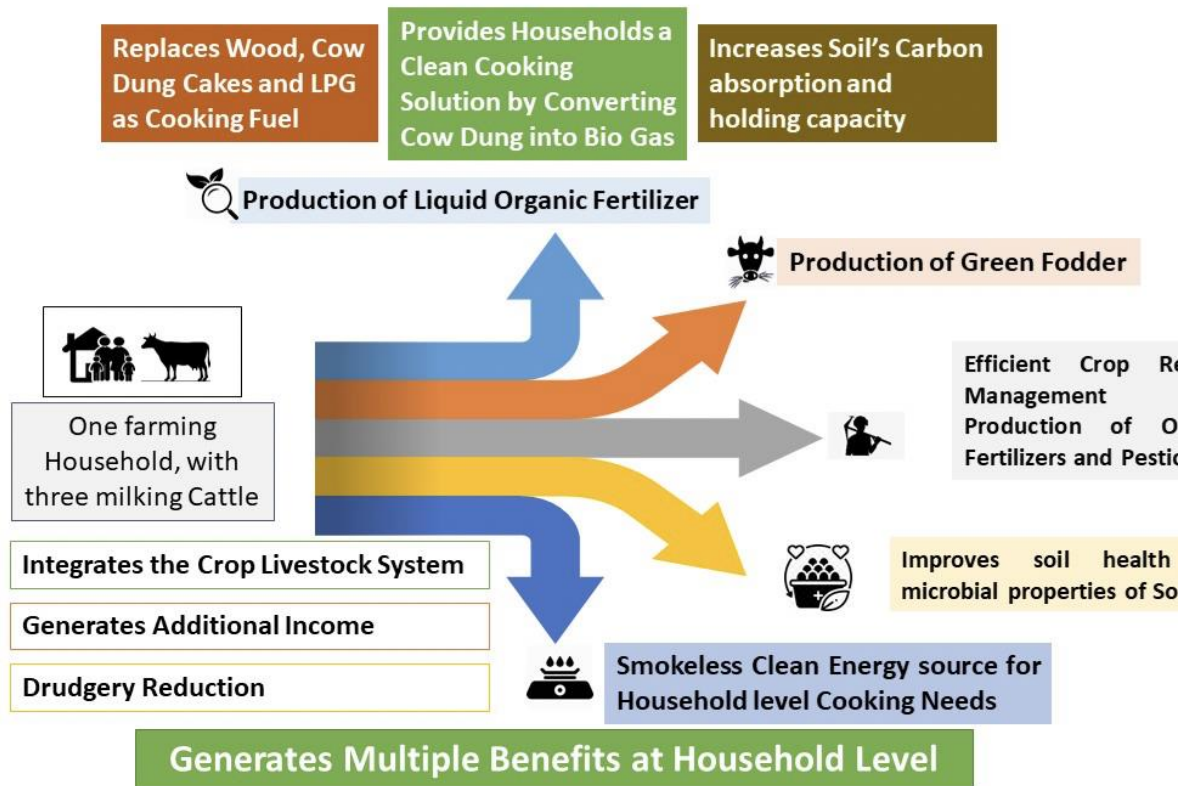 Replaces Wood, Cow
Dung Cakes and LPG
as Cooking Fuel
Provides Households a
Clean Cooking
Solution by Converting
Cow Dung into Bio Gas
Increases Soil's Carbon
absorption and
holding capacity
Production of Liquid Organic Fertilizer
Production of Green Fodder
One farming
Household, with
three milking Cattle
Efficient Crop
Management
Production of
Fertilizers and
Improves soil health
microbial properties of
Integrates the Crop Livestock System
Generates Additional Income
Drudgery Reduction
Smokeless Clean Energy source for
Household level Cooking Needs
Generates Multiple Benefits at Household Level